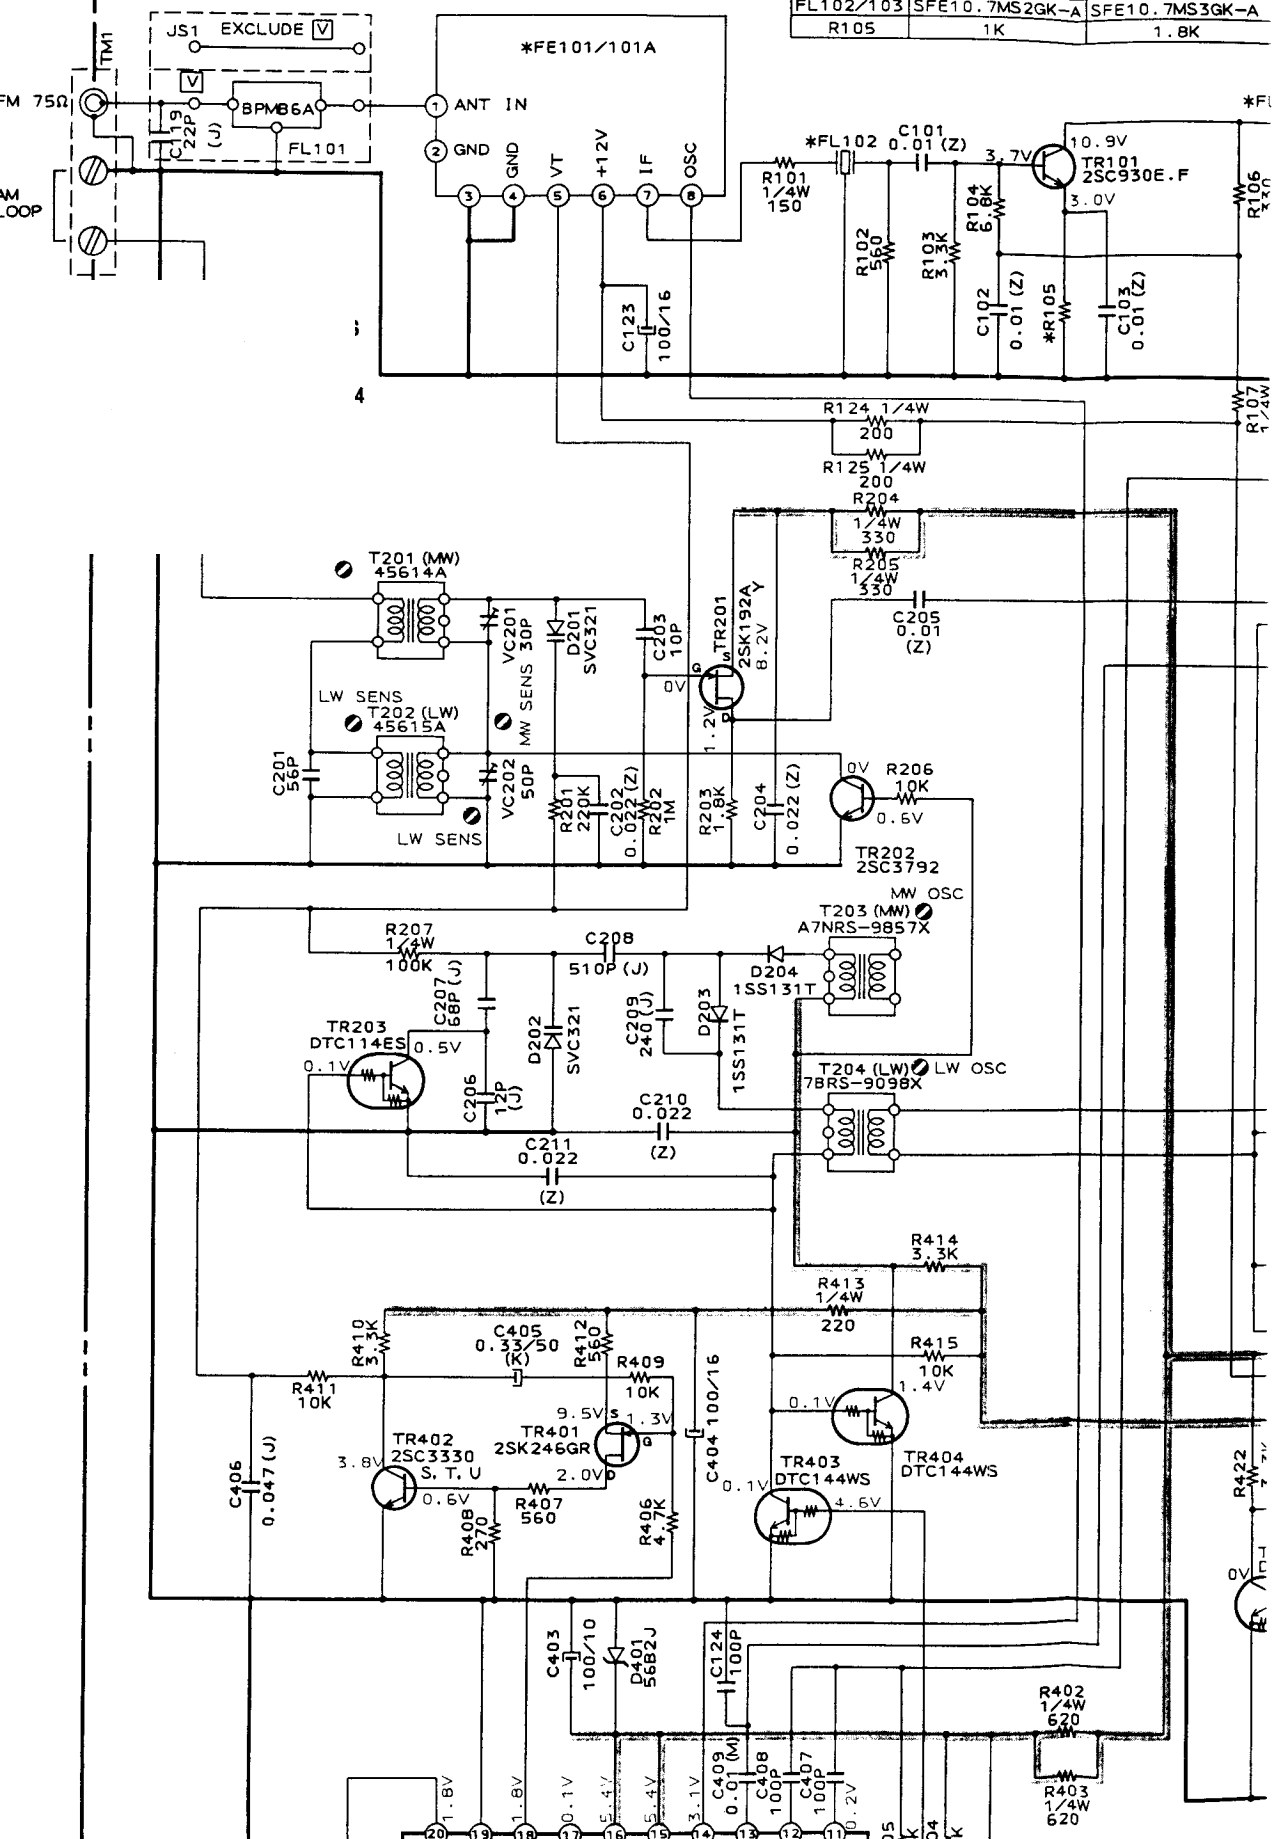 FL102/103 SFE10.7MS2GK-A SFE10.7MS3GK-A
R105 1K 1.8K
TM1
JS1 EXCLUDE V
*FE101/101A
FM 75Ω
V
BPMB6A
FL101
C119
22P
(J)
1 ANT IN
2 GND
GND
VT
+12V
IF
OSC
3 4 5 6 7 8
AM
LOOP
R101
1/4W
150
*FL102
C101
0.01 (Z)
3.7V
10.9V
TR101
2SC930E.F
3.0V
R102
560
R103
3.3K
R104
6.8K
C102
0.01 (Z)
*R105
C103
0.01 (Z)
R106
R107
1/4W
C123
100/16
4
R124 1/4W
200
R125 1/4W
200
R204
1/4W
330
R205
1/4W
330
T201 (MW)
45614A
VC201
30P
MW SENS
D201
SVC321
C203
10P
TR201
2SK192A
Y
8.2V
S
G
0V
D
1.2V
C205
0.01
(Z)
LW SENS
T202 (LW)
45615A
C201
56P
VC202
50P
LW SENS
R201
220K
C202
0.022 (Z)
R202
1M
R203
1.8K
C204
0.022 (Z)
0V
R206
10K
0.6V
TR202
2SC3792
MW OSC
T203 (MW)
A7NRS-9857X
R207
1/4W
100K
C208
510P (J)
D204
1SS131T
C207
68P (J)
D202
SVC321
C209
240 (J)
D203
1SS131T
TR203
DTC114ES
0.5V
0.1V
C206
12P
(J)
T204 (LW) LW OSC
7BRS-9098X
C210
0.022
(Z)
C211
0.022
(Z)
R414
3.3K
R413
1/4W
220
R410
3.3K
C405
0.33/50
(K)
R412
560
R409
10K
R415
10K
R411
10K
C404 100/16
1.4V
0.1V
9.5V S
1.3V
TR401
2SK246GR
G
2.0V D
TR402
2SC3330
S.T.U
3.8V
0.6V
C406
0.047 (J)
R407
560
R408
270
R406
4.7K
TR403
DTC144WS
TR404
DTC144WS
0.1V
4.6V
R422
0V
C403
100/10
D401
56B2J
C124
100P
R402
1/4W
620
R403
1/4W
620
C409
0.01 (M)
C408
100P
C407
100P
1.8V
1.8V
0.1V
5.4V
5.4V
3.1V
0.2V
20 19 18 17 16 15 14 13 12 11